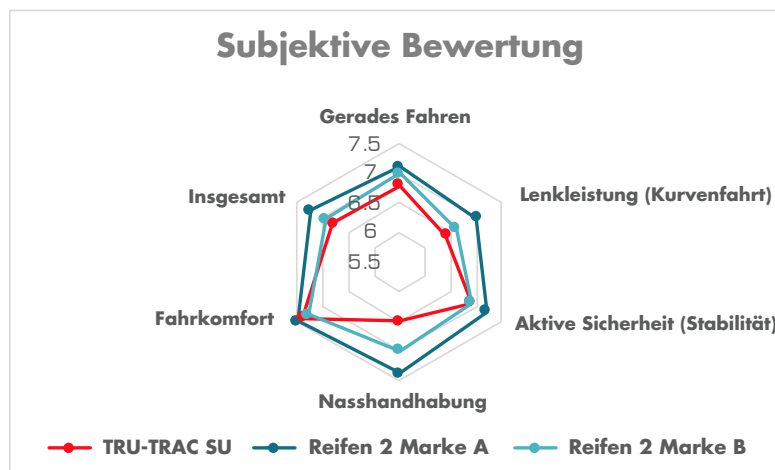 Subjektive Bewertung
Gerades Fahren
7.5
7
6.5
6
5.5
Insgesamt
Lenkleistung (Kurvenfahrt)
Fahrkomfort
Aktive Sicherheit (Stabilität)
Nasshandhabung
TRU-TRAC SU Reifen 2 Marke A Reifen 2 Marke B